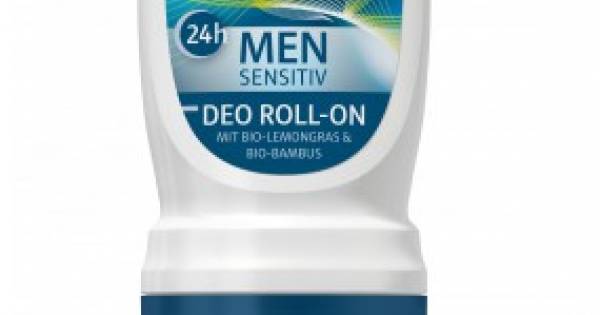 24h
MEN
SENSITIV
DEO ROLL-ON
MIT BIO-LEMONGRAS &
BIO-BAMBUS